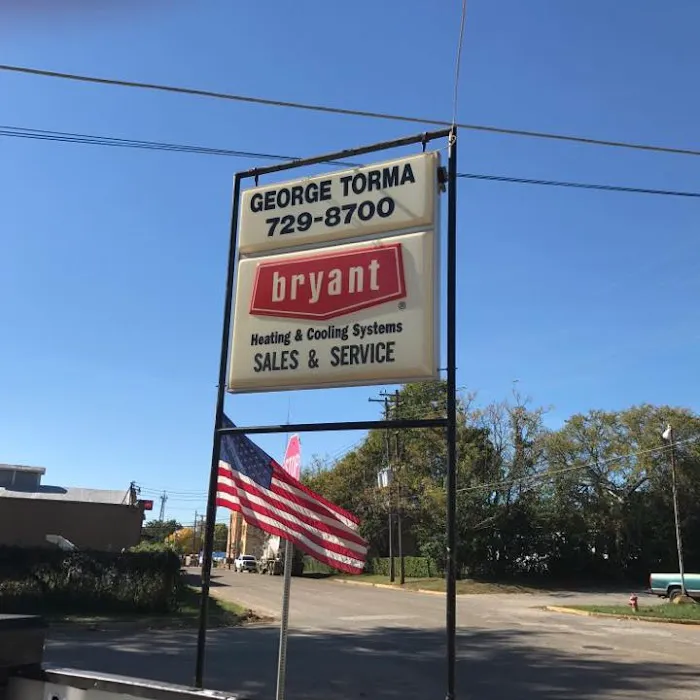 GEORGE TORMA
729-8700
bryant
®
Heating & Cooling Systems
SALES & SERVICE